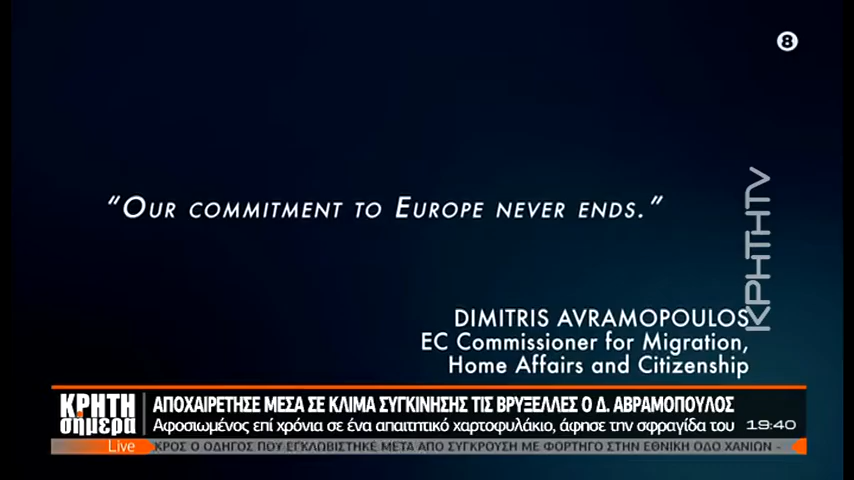 8
“OUR COMMITMENT TO EUROPE NEVER ENDS.”
ΚΡΗΤΗTV
DIMITRIS AVRAMOPOULOS
EC Commissioner for Migration,
Home Affairs and Citizenship
ΚΡΗΤΗ
σήμερα
ΑΠΟΧΑΙΡΕΤΗΣΕ ΜΕΣΑ ΣΕ ΚΛΙΜΑ ΣΥΓΚΙΝΗΣΗΣ ΤΙΣ ΒΡΥΞΕΛΛΕΣ Ο Δ. ΑΒΡΑΜΟΠΟΥΛΟΣ
Αφοσιωμένος επί χρόνια σε ένα απαιτητικό χαρτοφυλάκιο, άφησε την σφραγίδα του
19:40
Live
ΧΡΟΣ Ο ΟΔΗΓΟΣ ΠΟΥ ΕΓΚΛΩΒΙΣΤΗΚΕ ΜΕΤΑ ΑΠΟ ΣΥΓΚΡΟΥΣΗ ΜΕ ΦΟΡΤΗΓΟ ΣΤΗΝ ΕΘΝΙΚΗ ΟΔΟ ΧΑΝΙΩΝ -